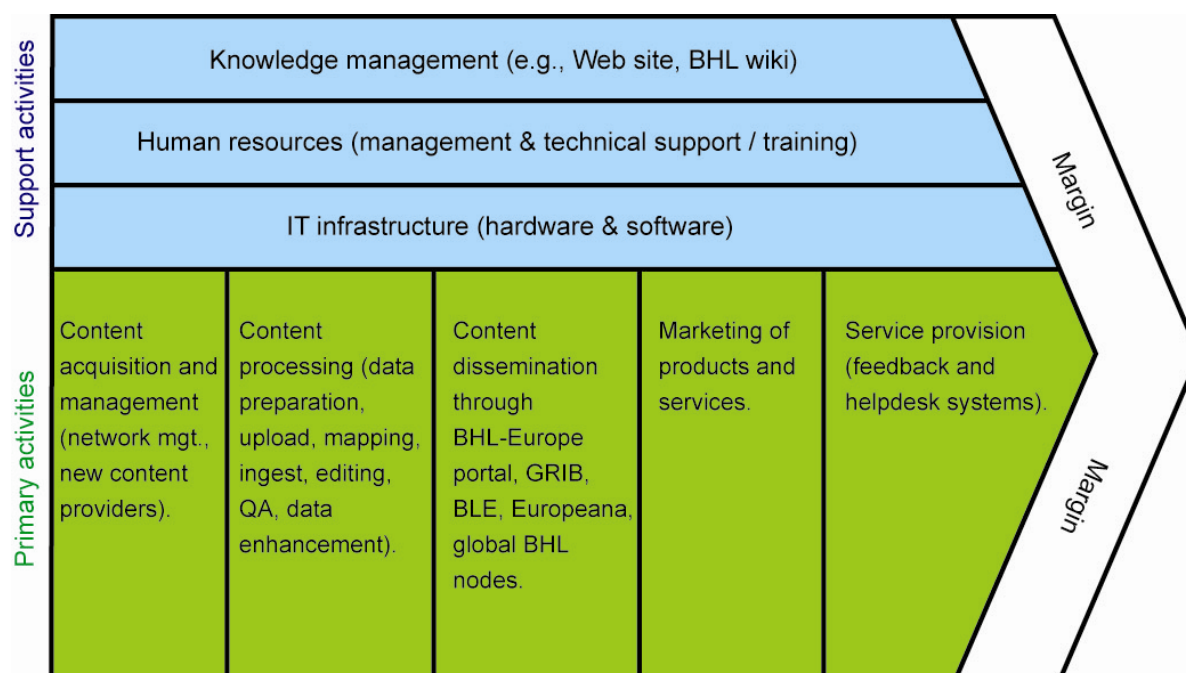 Support activities
Knowledge management (e.g., Web site, BHL wiki)
Human resources (management & technical support / training)
IT infrastructure (hardware & software)
Margin
Primary activities
Content
acquisition and
management
(network mgt.,
new content
providers).
Content
processing (data
preparation,
upload, mapping,
ingest, editing,
QA, data
enhancement).
Content
dissemination
through
BHL-Europe
portal, GRIB,
BLE, Europeana,
global BHL
nodes.
Marketing of
products and
services.
Service provision
(feedback and
helpdesk systems).
Margin